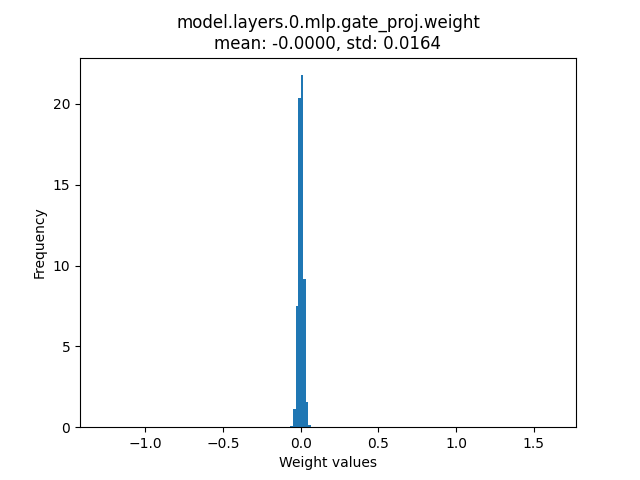 model.layers.0.mlp.gate_proj.weight
mean: -0.0000, std: 0.0164
20
15
10
5
0
Frequency
−1.0 −0.5 0.0 0.5 1.0 1.5
Weight values